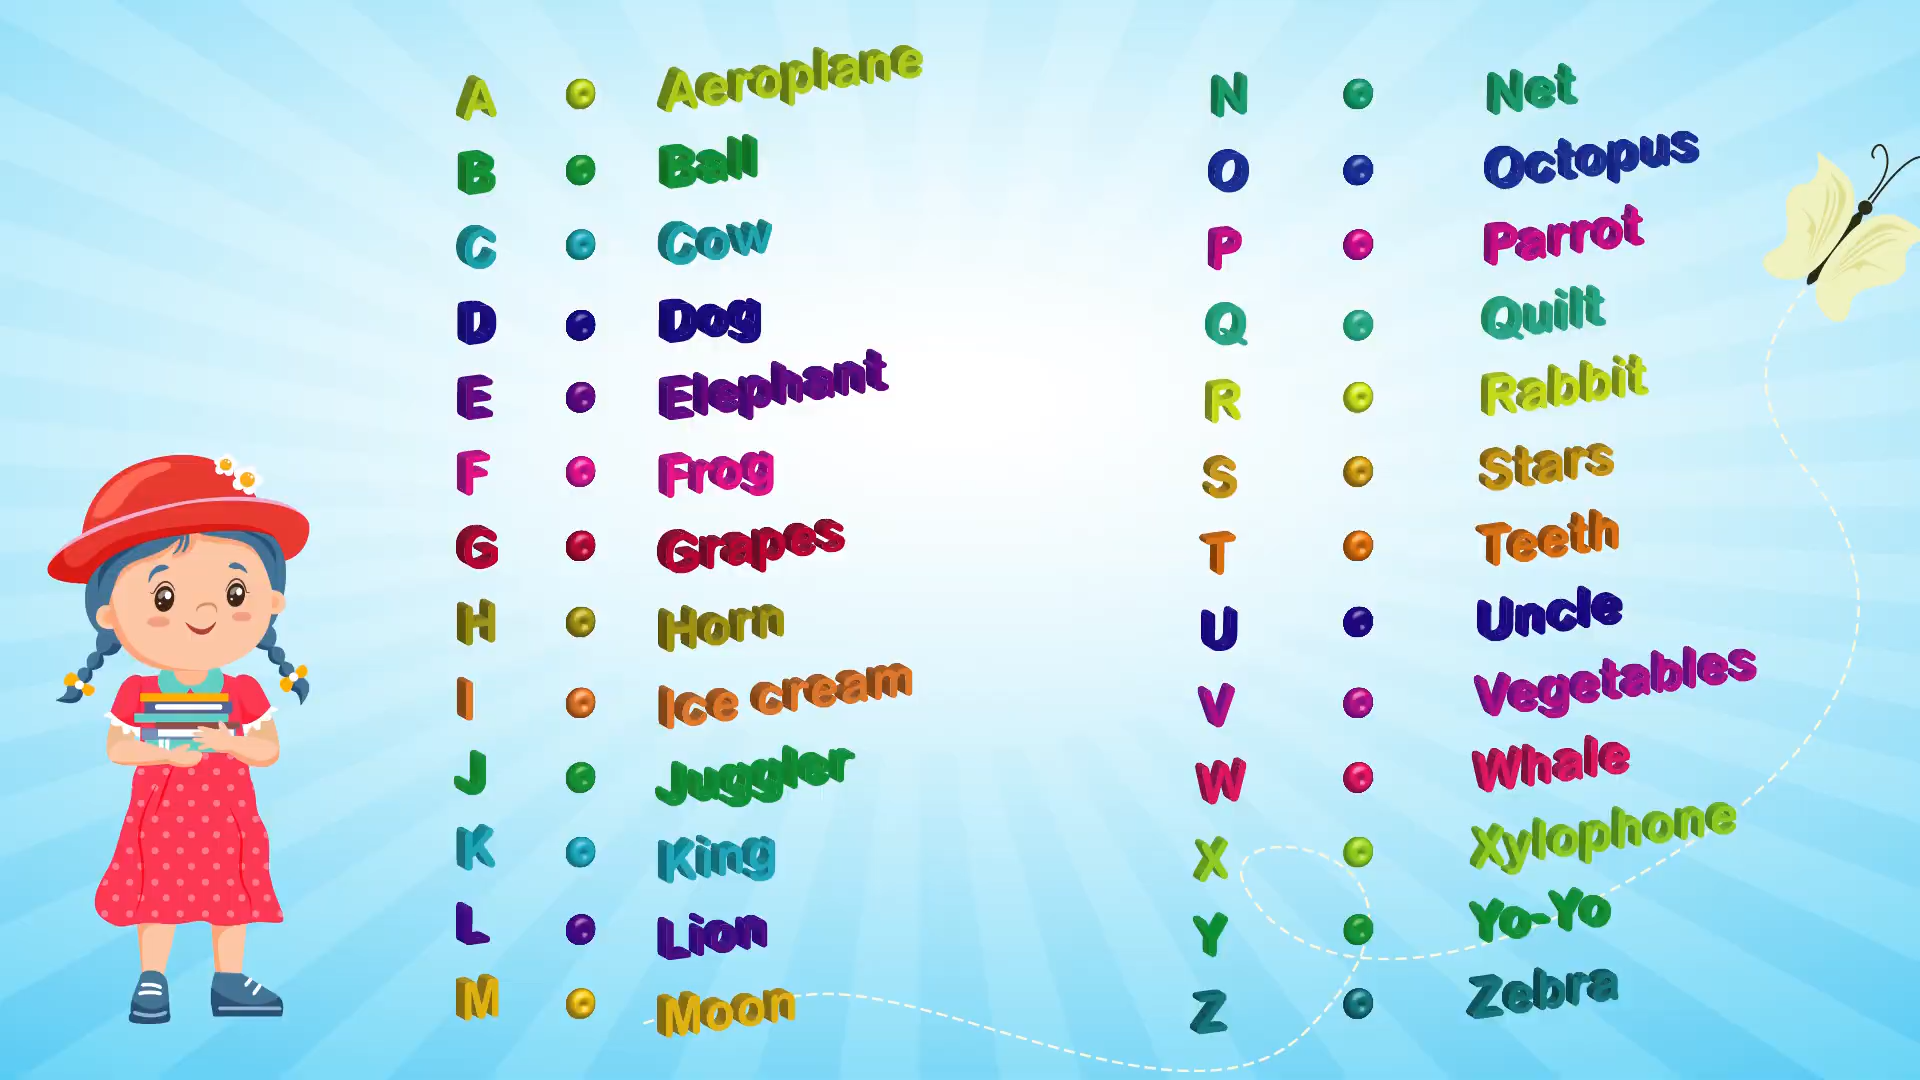 A Aeroplane
B Ball
C Cow
D Dog
E Elephant
F Frog
G Grapes
H Horn
I Ice cream
J Juggler
K King
L Lion
M Moon
N Net
O Octopus
P Parrot
Q Quilt
R Rabbit
S Stars
T Teeth
U Uncle
V Vegetables
W Whale
X Xylophone
Y Yo-Yo
Z Zebra